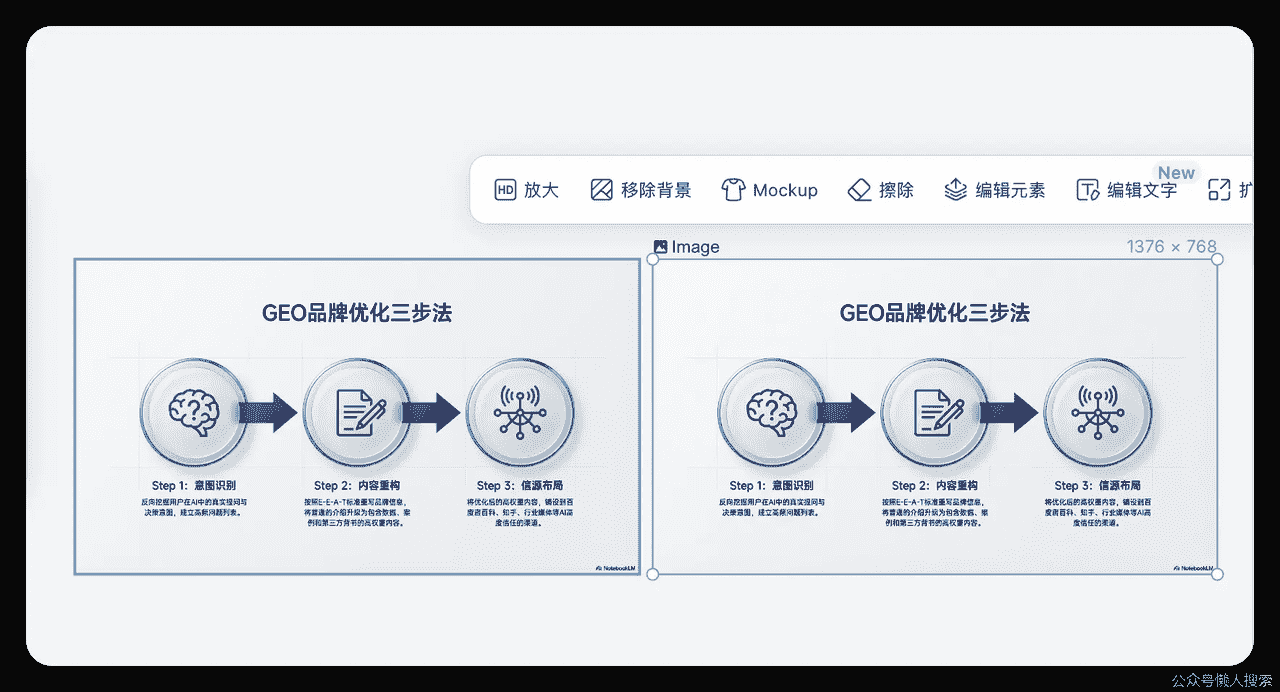 New
HD 放大 移除背景 Mockup 擦除 编辑元素 编辑文字 扩
Image 1376 × 768
GEO品牌优化三步法
Step 1：意图识别
反向挖掘用户在AI中的真实提问与
决策意图，建立高频问题列表。
Step 2：内容重构
按照E-E-A-T标准重写品牌信息，
将普通的介绍升级为包含数据、案
例和第三方背书的高权重内容。
Step 3：信源布局
将优化后的高权重内容，铺设到百
度百科、知乎、行业媒体等AI高
度信任的渠道。
NotebookLM
GEO品牌优化三步法
Step 1：意图识别
反向挖掘用户在AI中的真实提问与
决策意图，建立高频问题列表。
Step 2：内容重构
按照E-E-A-T标准重写品牌信息，
将普通的介绍升级为包含数据、案
例和第三方背书的高权重内容。
Step 3：信源布局
将优化后的高权重内容，铺设到百
度百科、知乎、行业媒体等AI高
度信任的渠道。
NotebookLM
公众号懒人搜索